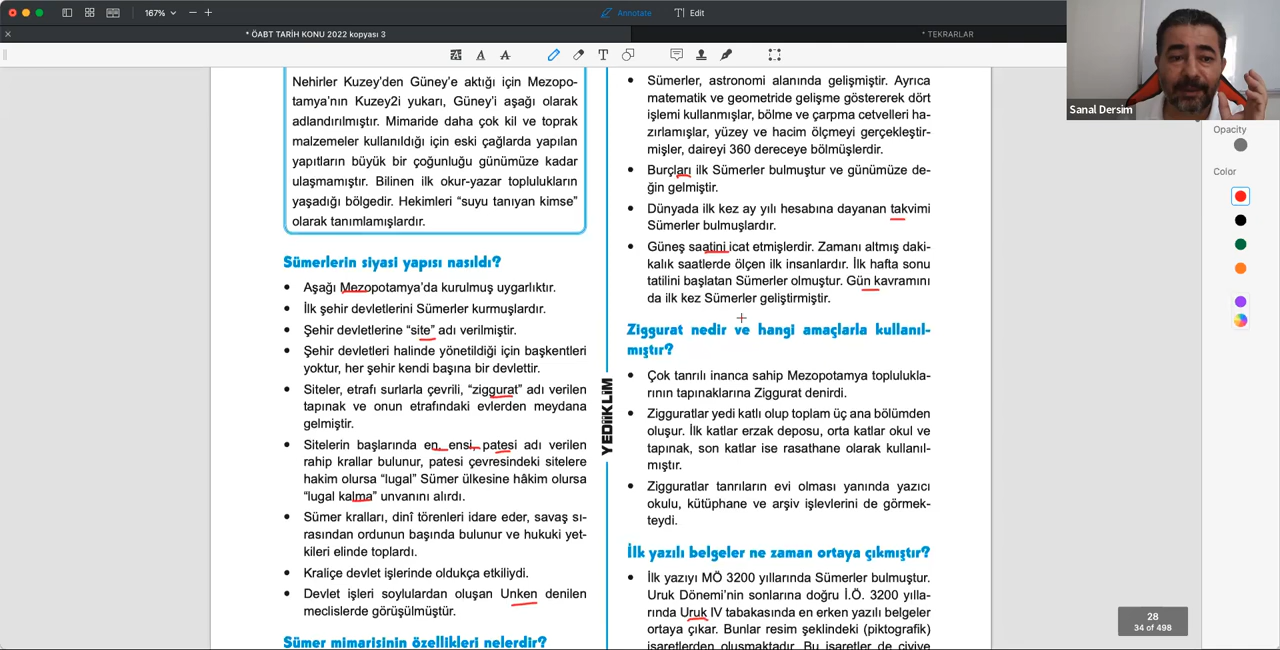 167%
Annotate
Edit
* ÖABT TARİH KONU 2022 kopyası 3
* TEKRARLAR
Nehirler Kuzey'den Güney'e aktığı için Mezopo-
tamya'nın Kuzey2i yukarı, Güney'i aşağı olarak
adlandırılmıştır. Mimide daha çok kil ve toprak
malzemeler kullanıldığı için eski çağlarda yapılan
yapıtların büyük bir çoğunluğu günümüze kadar
ulaşmamıştır. Bilinen ilk okur-yazar toplulukların
yaşadığı bölgedir. Hekimleri "suyu tanıyan kimse"
olarak tanımlamışlardır.
Sümerlerin siyasi yapısı nasıldı?
• Aşağı Mezopotamya'da kurulmuş uygarlıktır.
• İlk şehir devletlerini Sümerler kurmuşlardır.
• Şehir devletlerine "site" adı verilmiştir.
• Şehir devletleri halinde yönetildiği için başkentleri
yoktur, her şehir kendi başına bir devlettir.
• Siteler, etrafı surlarla çevrili, "ziggurat" adı verilen
tapınak ve onun etrafındaki evlerden meydana
gelmiştir.
• Sitelerin başlarında en, ensi, patesi adı verilen
rahip krallar bulunur, patesi çevresindeki sitelere
hakim olursa "lugal" Sümer ülkesine hâkim olursa
"lugal kalma" unvanını alırdı.
• Sümer kralları, dinî törenleri idare eder, savaş sı-
rasından ordunun başında bulunur ve hukuki yet-
kileri elinde toplardı.
• Kraliçe devlet işlerinde oldukça etkiliydi.
• Devlet işleri soylulardan oluşan Unken denilen
meclislerde görüşülmüştür.
Sümer mimarisinin özellikleri nelerdir?
YEDİİKLİM
• Sümerler, astronomi alanında gelişmiştir. Ayrıca
matematik ve geometride gelişme göstererek dört
işlemi kullanmışlar, bölme ve çarpma cetvelleri ha-
zırlamışlar, yüzey ve hacim ölçmeyi gerçekleştir-
mişler, daireyi 360 dereceye bölmüşlerdir.
• Burçları ilk Sümerler bulmuştur ve günümüze de-
ğin gelmiştir.
• Dünyada ilk kez ay yılı hesabına dayanan takvimi
Sümerler bulmuşlardır.
• Güneş saatini icat etmişlerdir. Zamanı altmış daki-
kalık saatlerde ölçen ilk insanlardır. İlk hafta sonu
tatilini başlatan Sümerler olmuştur. Gün kavramını
da ilk kez Sümerler geliştirmiştir.
Ziggurat nedir ve hangi amaçlarla kullanıl-
mıştır?
• Çok tanrılı inanca sahip Mezopotamya toplulukla-
rının tapınaklarına Ziggurat denirdi.
• Zigguratlar yedi katlı olup toplam üç ana bölümden
oluşur. İlk katlar erzak deposu, orta katlar okul ve
tapınak, son katlar ise rasathane olarak kullanıl-
mıştır.
• Zigguratlar tanrıların evi olması yanında yazıcı
okulu, kütüphane ve arşiv işlevlerini de görmek-
teydi.
İlk yazılı belgeler ne zaman ortaya çıkmıştır?
• İlk yazıyı MÖ 3200 yıllarında Sümerler bulmuştur.
Uruk Dönemi'nin sonlarına doğru İ.Ö. 3200 yılla-
rında Uruk IV tabakasında en erken yazılı belgeler
ortaya çıkar. Bunlar resim şeklindeki (piktografik)
işaretlerden oluşmaktadır. Bu işaretler de çiviye
Sanal Dersim
Opacity
Color
28
34 of 498